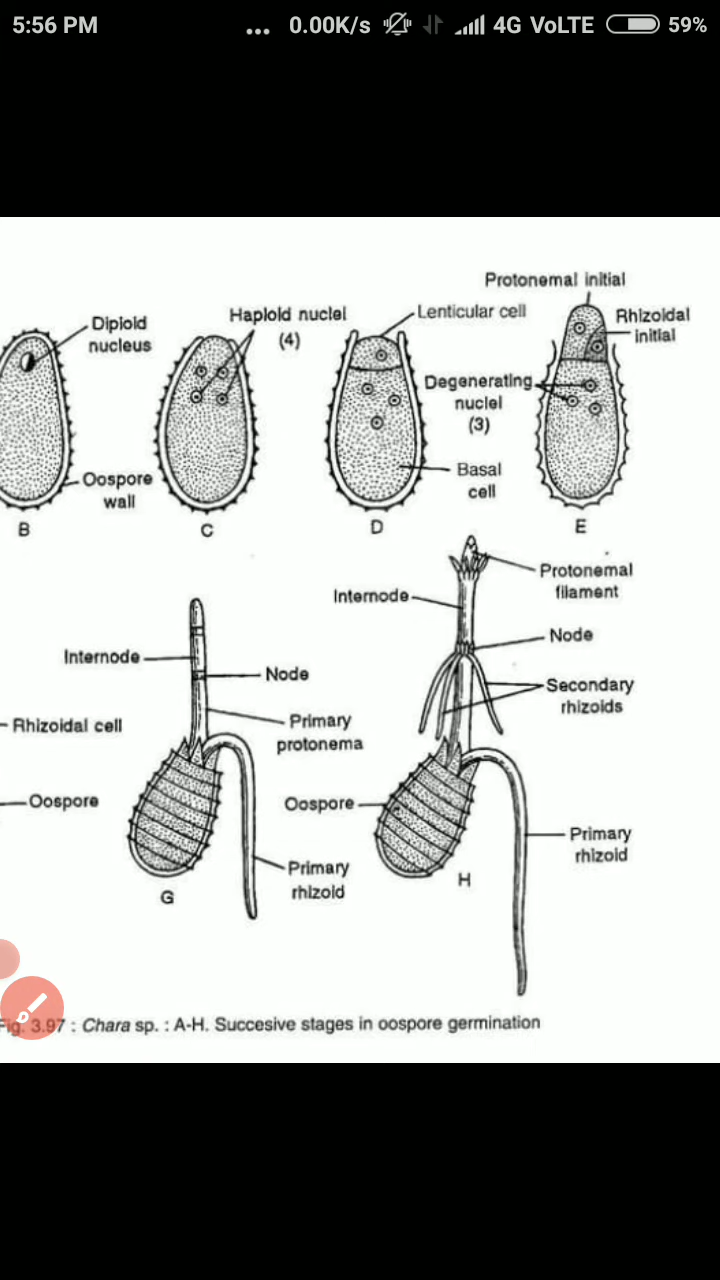 5:56 PM
... 0.00K/s 4G VoLTE 59%
Protonemal initial
Diploid
nucleus
Haploid nuclei
(4)
Lenticular cell
Rhizoidal
initial
Degenerating
nuclei
(3)
Oospore
wall
Basal
cell
B
C
D
E
Protonemal
filament
Internode
Node
Internode
Node
Secondary
rhizoids
Rhizoidal cell
Primary
protonema
Oospore
Oospore
Primary
rhizoid
Primary
rhizoid
G
H
Fig. 3.97 : Chara sp. : A-H. Succesive stages in oospore germination